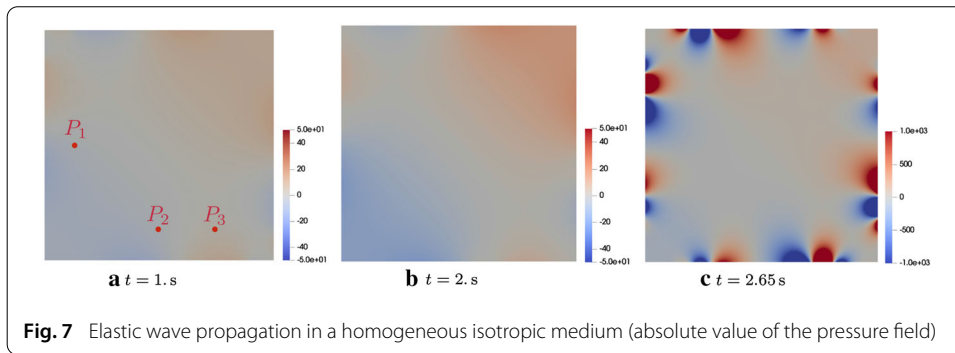 P₁
P₂
P₃
5.0e+01
40
20
0
-20
-40
-5.0e+01
5.0e+01
40
20
0
-20
-40
-5.0e+01
1.0e+03
500
0
-500
-1.0e+03
a t = 1. s
b t = 2. s
c t = 2.65 s
Fig. 7 Elastic wave propagation in a homogeneous isotropic medium (absolute value of the pressure field)